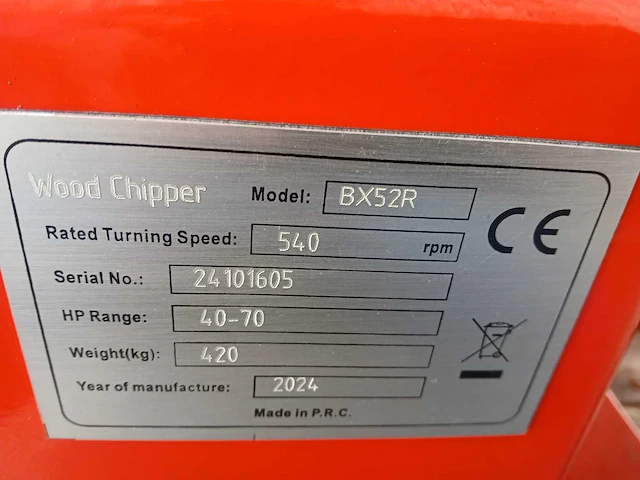 Wood Chipper Model: BX52R
Rated Turning Speed: 540 rpm
CE
Serial No.: 24101605
HP Range: 40-70
Weight(kg): 420
Year of manufacture: 2024
Made in P.R.C.